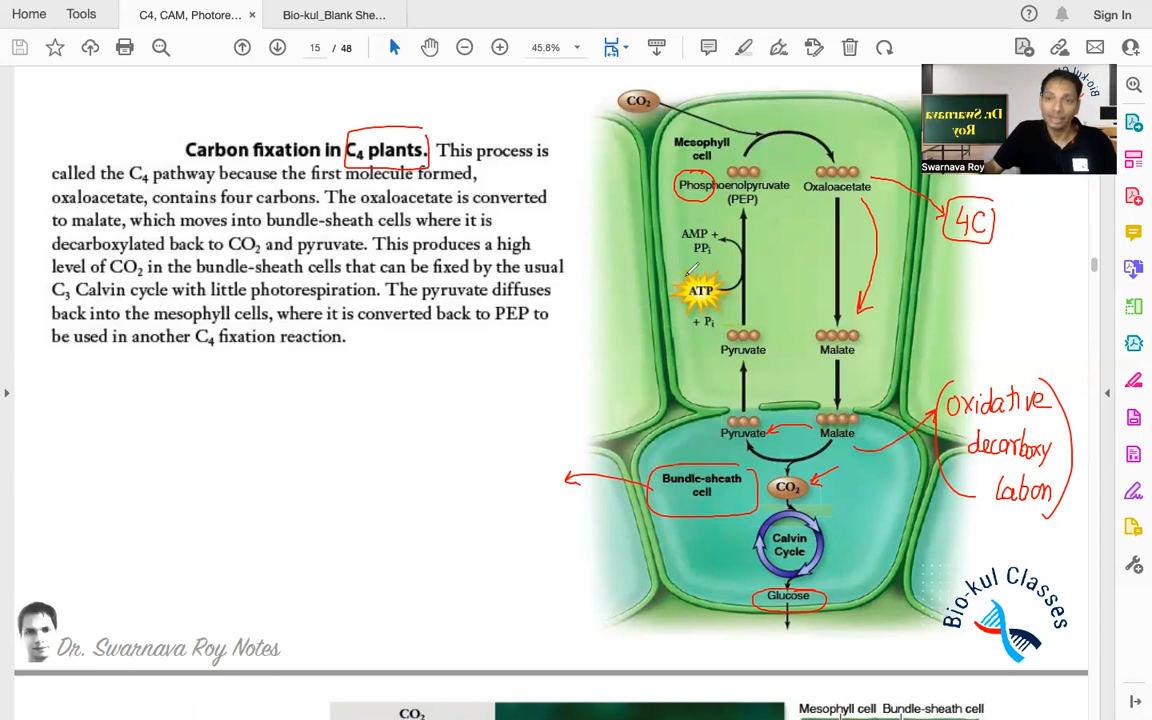 Home
Tools
C4, CAM, Photore...
×
Bio-kul_Blank She...
?
Sign In
15 / 48
45.8%
Dr. Swarnava
Roy
Swarnava Roy
Carbon fixation in C4 plants. This process is
called the C4 pathway because the first molecule formed,
oxaloacetate, contains four carbons. The oxaloacetate is converted
to malate, which moves into bundle-sheath cells where it is
decarboxylated back to CO2 and pyruvate. This produces a high
level of CO2 in the bundle-sheath cells that can be fixed by the usual
C3 Calvin cycle with little photorespiration. The pyruvate diffuses
back into the mesophyll cells, where it is converted back to PEP to
be used in another C4 fixation reaction.
CO2
Mesophyll
cell
Phosphoenolpyruvate
(PEP)
Oxaloacetate
4C
AMP +
PPi
ATP
+ Pi
Pyruvate
Malate
Pyruvate
Malate
oxidative
decarboxy
lation
Bundle-sheath
cell
CO2
Calvin
Cycle
Glucose
Bio-kul Classes
Dr. Swarnava Roy Notes
CO2
Mesophyll cell Bundle-sheath cell